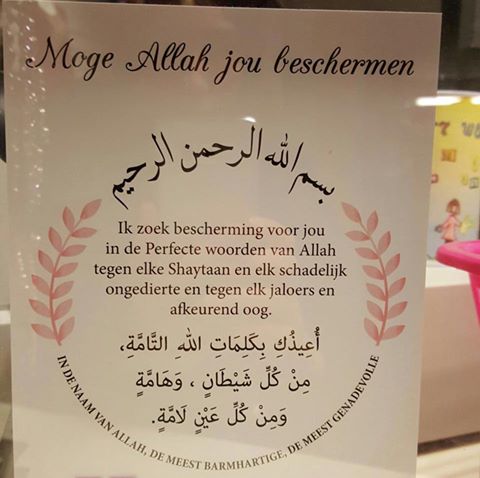 Moge Allah jou beschermen
بسم الله الرحمن الرحيم
Ik zoek bescherming voor jou
in de Perfecte woorden van Allah
tegen elke Shaytaan en elk schadelijk
ongedierte en tegen elk jaloers en
afkeurend oog.
أُعِيذُكِ بِكَلِمَاتِ اللهِ التَّامَّةِ،
مِنْ كُلِّ شَيْطَانٍ ، وَهَامَّةٍ
وَمِنْ كُلِّ عَيْنٍ لَامَّةٍ.
IN DE NAAM VAN ALLAH, DE MEEST BARMHARTIGE, DE MEEST GENADEVOLLE